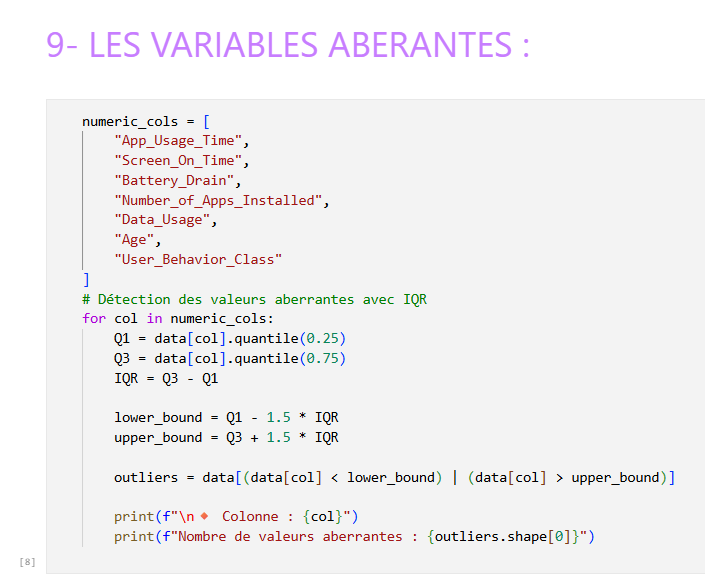 9- LES VARIABLES ABERANTES :
numeric_cols = [
"App_Usage_Time",
"Screen_On_Time",
"Battery_Drain",
"Number_of_Apps_Installed",
"Data_Usage",
"Age",
"User_Behavior_Class"
]
# Détection des valeurs aberrantes avec IQR
for col in numeric_cols:
Q1 = data[col].quantile(0.25)
Q3 = data[col].quantile(0.75)
IQR = Q3 - Q1
lower_bound = Q1 - 1.5 * IQR
upper_bound = Q3 + 1.5 * IQR
outliers = data[(data[col] < lower_bound) | (data[col] > upper_bound)]
print(f"\n🔸 Colonne : {col}")
print(f"Nombre de valeurs aberrantes : {outliers.shape[0]}")
[8]